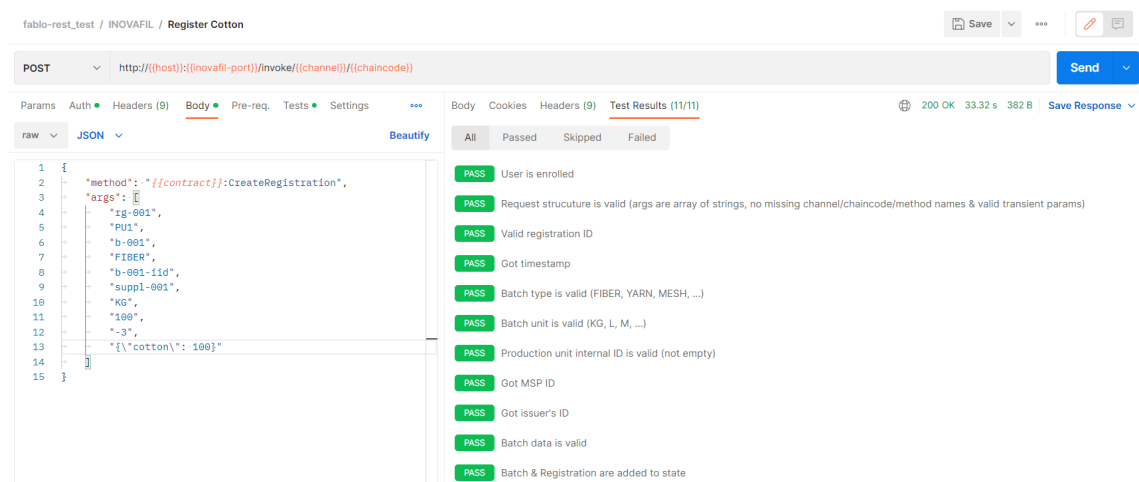 fablo-rest_test / INOVAFIL / Register Cotton
Save
POST http://{{host}}:{{inovafil-port}}/invoke/{{channel}}/{{chaincode}}
Send
Params Auth Headers (9) Body Pre-req. Tests Settings
raw JSON Beautify
1 {
2 "method": "{{contract}}:CreateRegistration",
3 "args": [
4 "rg-001",
5 "PU1",
6 "b-001",
7 "FIBER",
8 "b-001-iid",
9 "suppl-001",
10 "KG",
11 "100",
12 "-3",
13 "{\"cotton\": 100}"
14 ]
15 }
Body Cookies Headers (9) Test Results (11/11) 200 OK 33.32 s 382 B Save Response
All Passed Skipped Failed
PASS User is enrolled
PASS Request strucuture is valid (args are array of strings, no missing channel/chaincode/method names & valid transient params)
PASS Valid registration ID
PASS Got timestamp
PASS Batch type is valid (FIBER, YARN, MESH, ...)
PASS Batch unit is valid (KG, L, M, ...)
PASS Production unit internal ID is valid (not empty)
PASS Got MSP ID
PASS Got issuer's ID
PASS Batch data is valid
PASS Batch & Registration are added to state